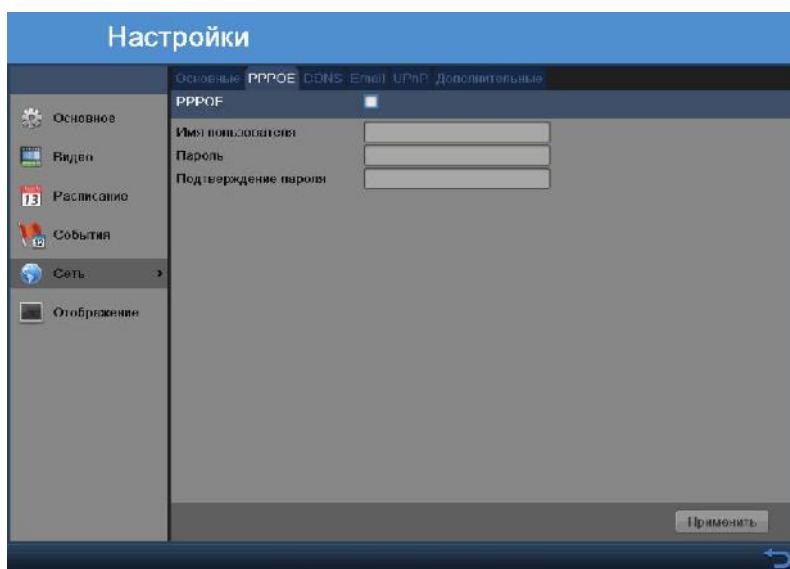 Настройки
Основные PPPOE DDNS Email UPnP Дополнительные
PPPOE
Имя пользователя
Пароль
Подтверждение пароля
Основное
Видео
13 Расписание
События
Сеть
Отображение
Применить